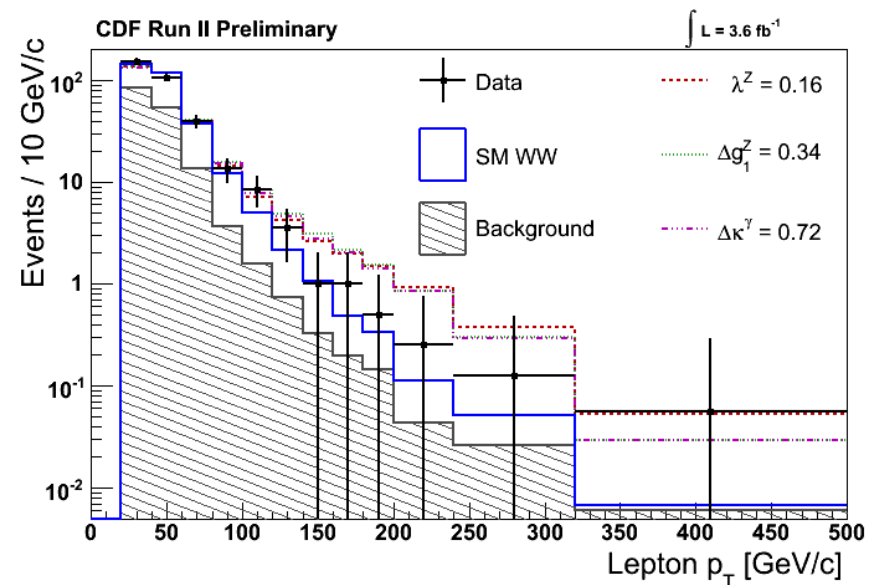 CDF Run II Preliminary
∫ L = 3.6 fb⁻¹
Events / 10 GeV/c
10²
10
1
10⁻¹
10⁻²
Data
SM WW
Background
λᶻ = 0.16
Δg₁ᶻ = 0.34
Δκᵞ = 0.72
0 50 100 150 200 250 300 350 400 450 500
Lepton p_T [GeV/c]